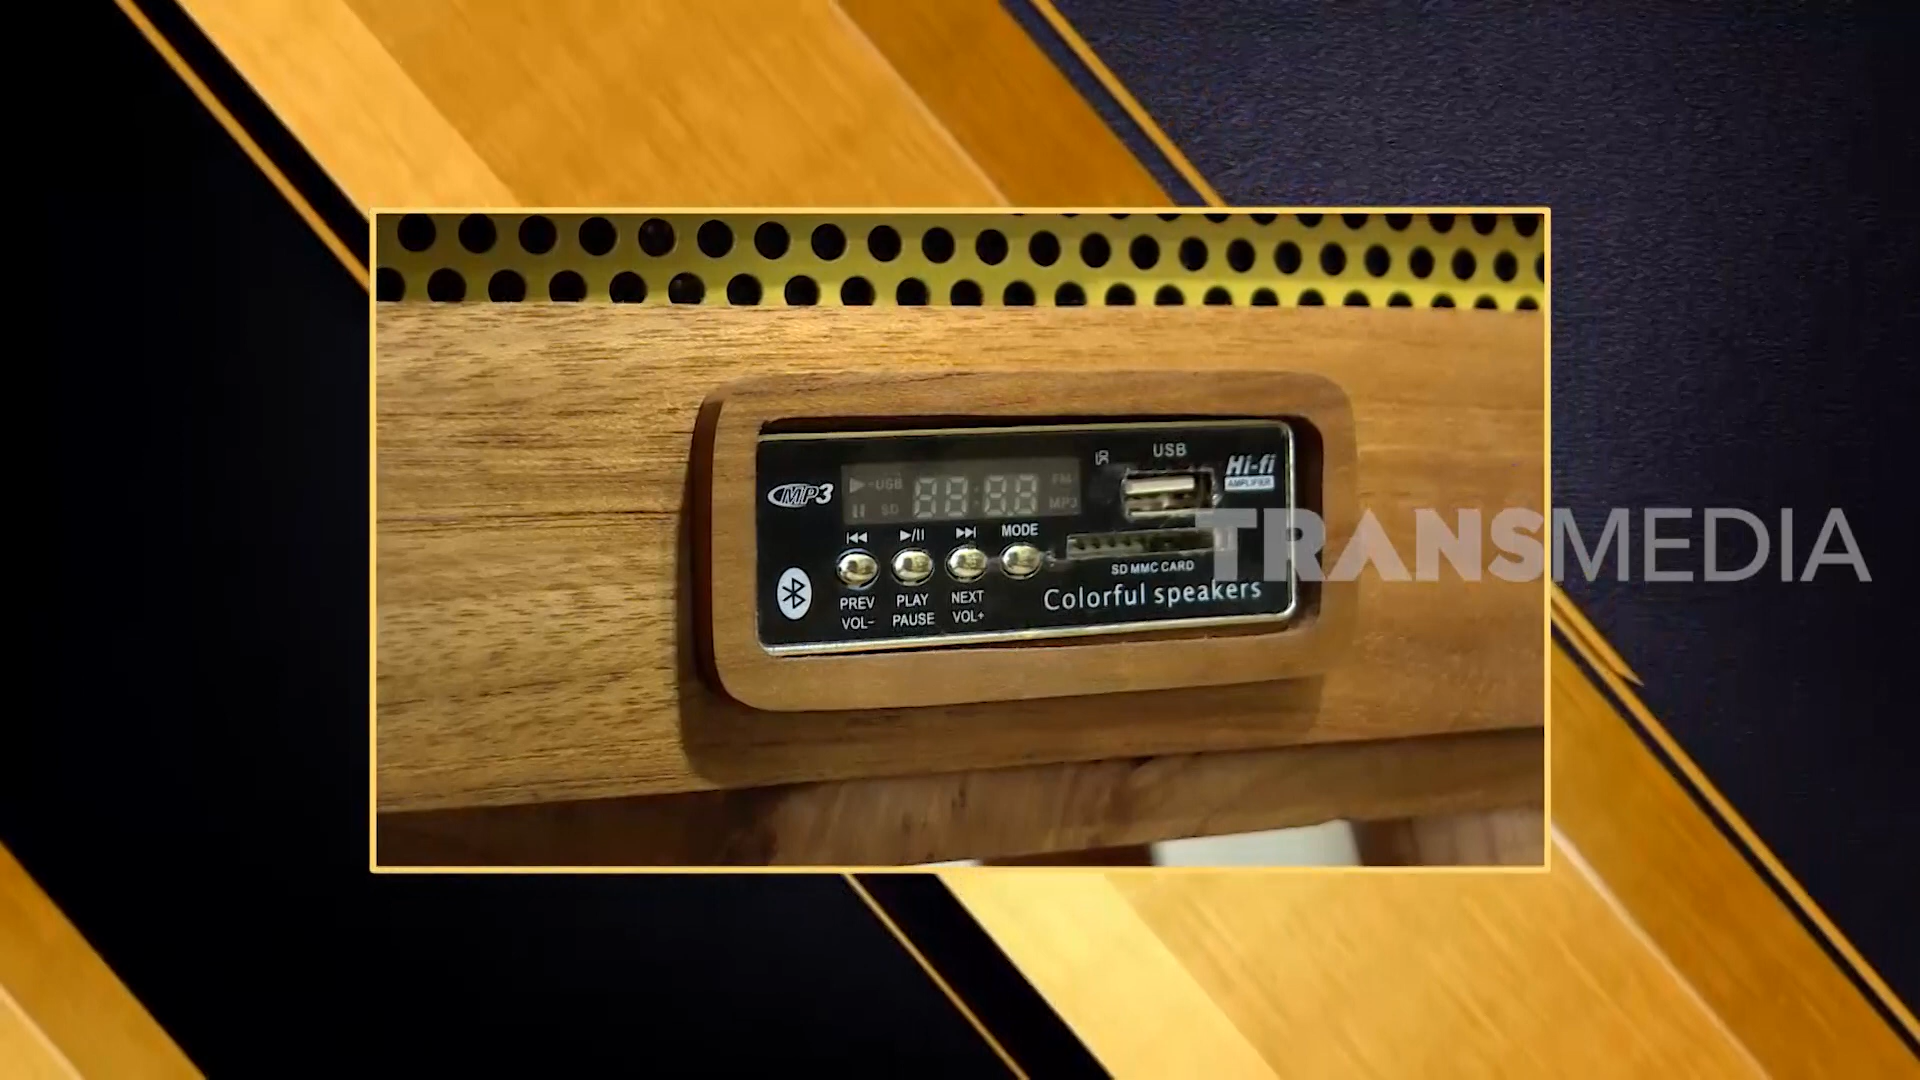 IR
USB
Hi-fi
AMPLIFIER
MP3
USB
FM
SD
88:88
MP3
MODE
SD MMC CARD
PREV
PLAY
NEXT
VOL-
PAUSE
VOL+
Colorful speakers
TRANSMEDIA